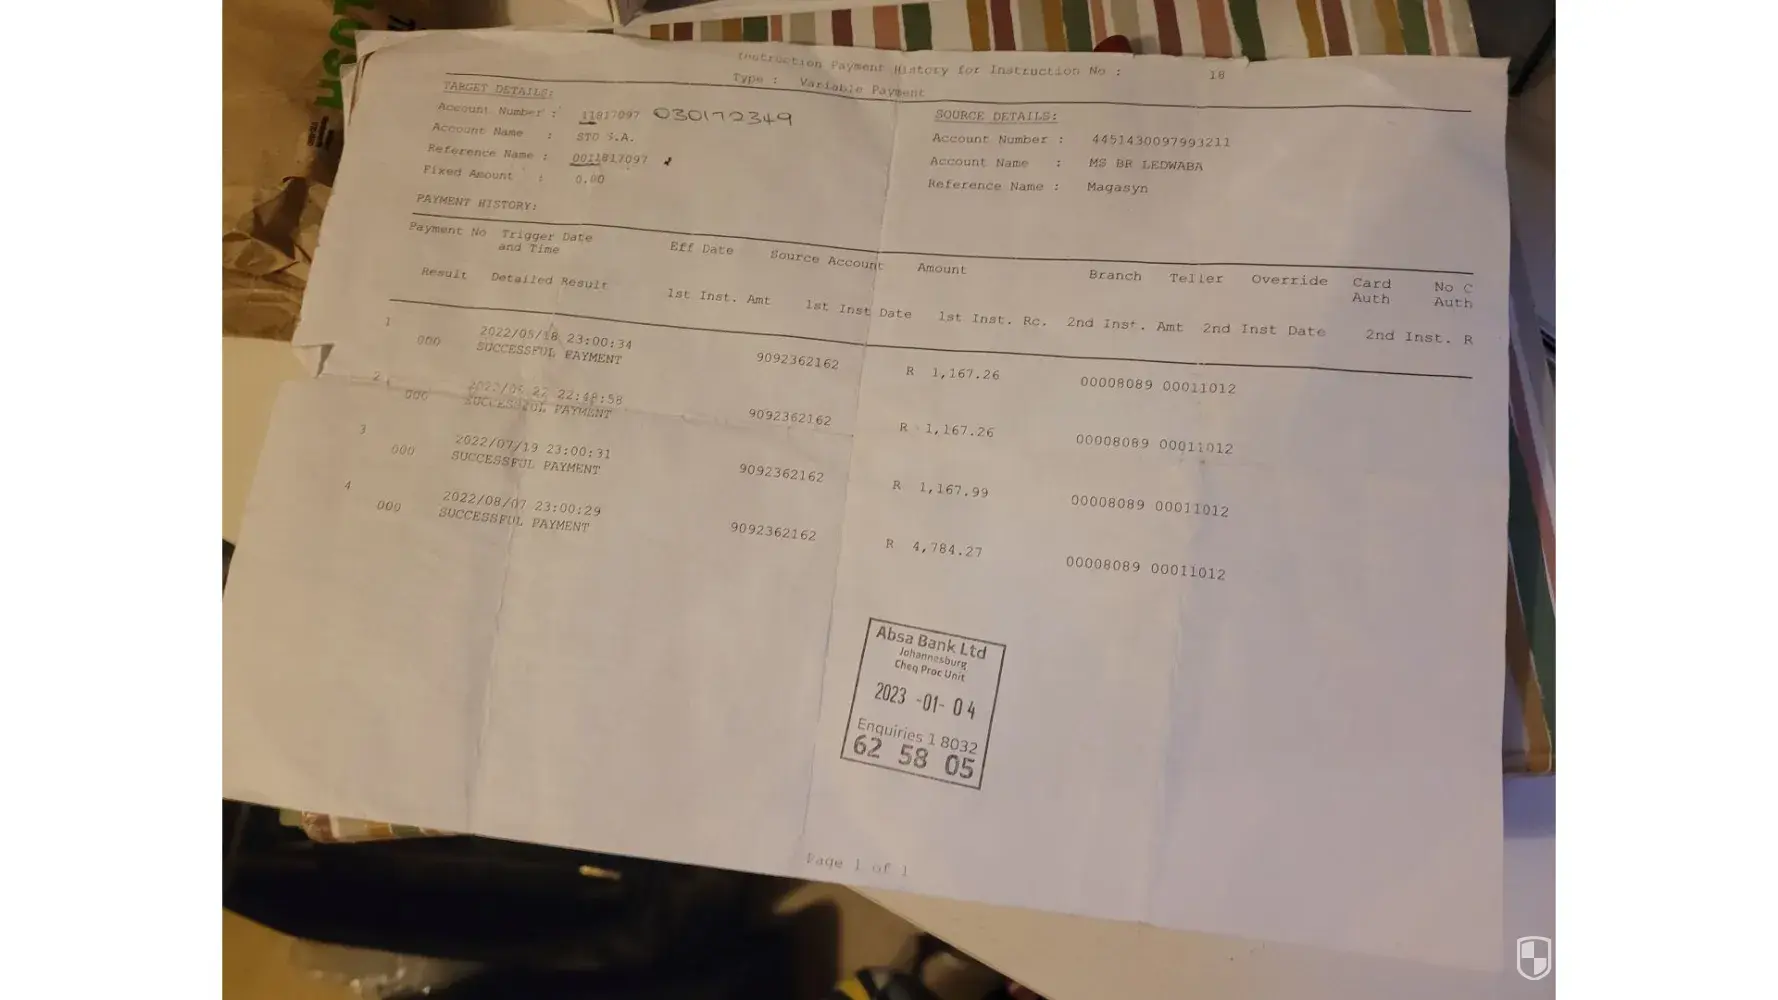 Instruction Payment History for Instruction No : 18
Type : Variable Payment
TARGET DETAILS:
Account Number : 11817097 030172349
Account Name : STO S.A.
Reference Name : 0011817097
Fixed Amount : 0.00
SOURCE DETAILS:
Account Number : 4451430097993211
Account Name : MS BR LEDWABA
Reference Name : Magasyn
PAYMENT HISTORY:
Payment No Trigger Date Eff Date Source Account Amount Branch Teller Override Card No C
and Time Auth Auth
Result Detailed Result 1st Inst. Amt 1st Inst Date 1st Inst. Rc. 2nd Inst. Amt 2nd Inst Date 2nd Inst. R
1 2022/05/18 23:00:34 9092362162 R 1,167.26 00008089 00011012
000 SUCCESSFUL PAYMENT
2 22:48:58 9092362162 R 1,167.26 00008089 00011012
000 SUCCESSFUL PAYMENT
3 2022/07/19 23:00:31 9092362162 R 1,167.99 00008089 00011012
000 SUCCESSFUL PAYMENT
4 2022/08/07 23:00:29 9092362162 R 4,784.27 00008089 00011012
000 SUCCESSFUL PAYMENT
Absa Bank Ltd
Johannesburg
Cheq Proc Unit
2023 -01- 04
Enquiries 1 8032
62 58 05
Page 1 of 1